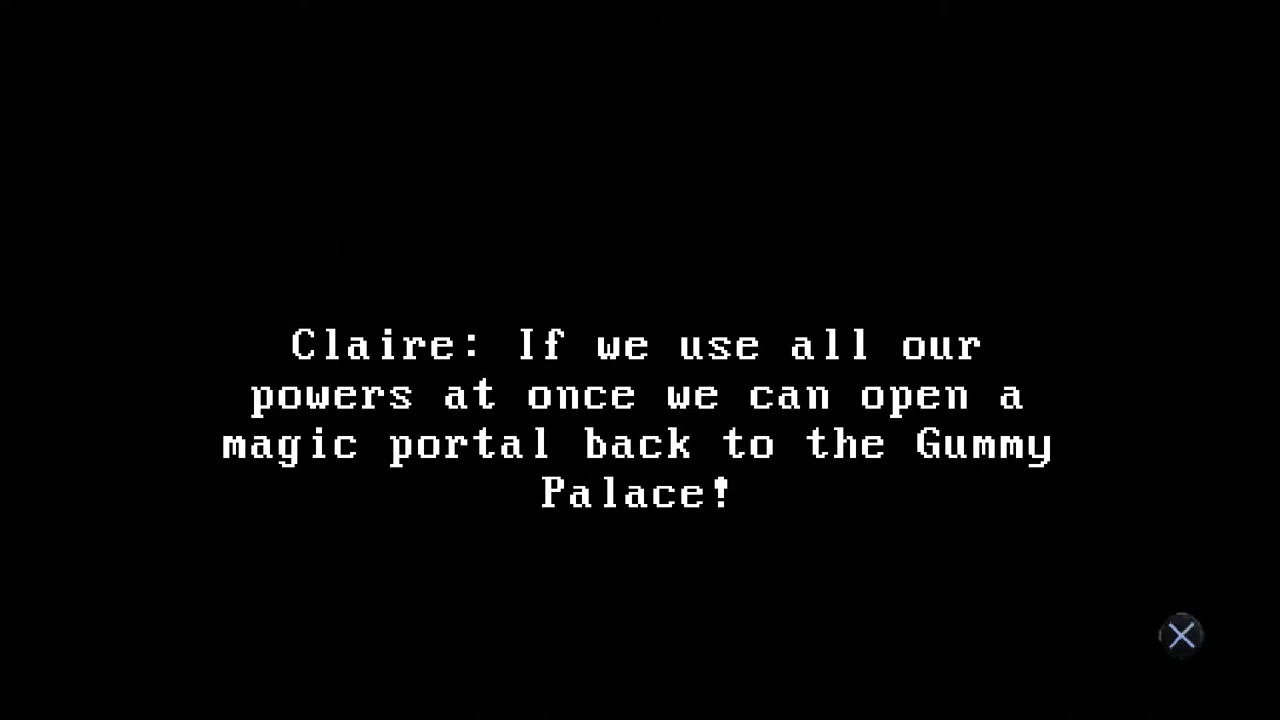 Claire: If we use all our
powers at once we can open a
magic portal back to the Gummy
Palace!